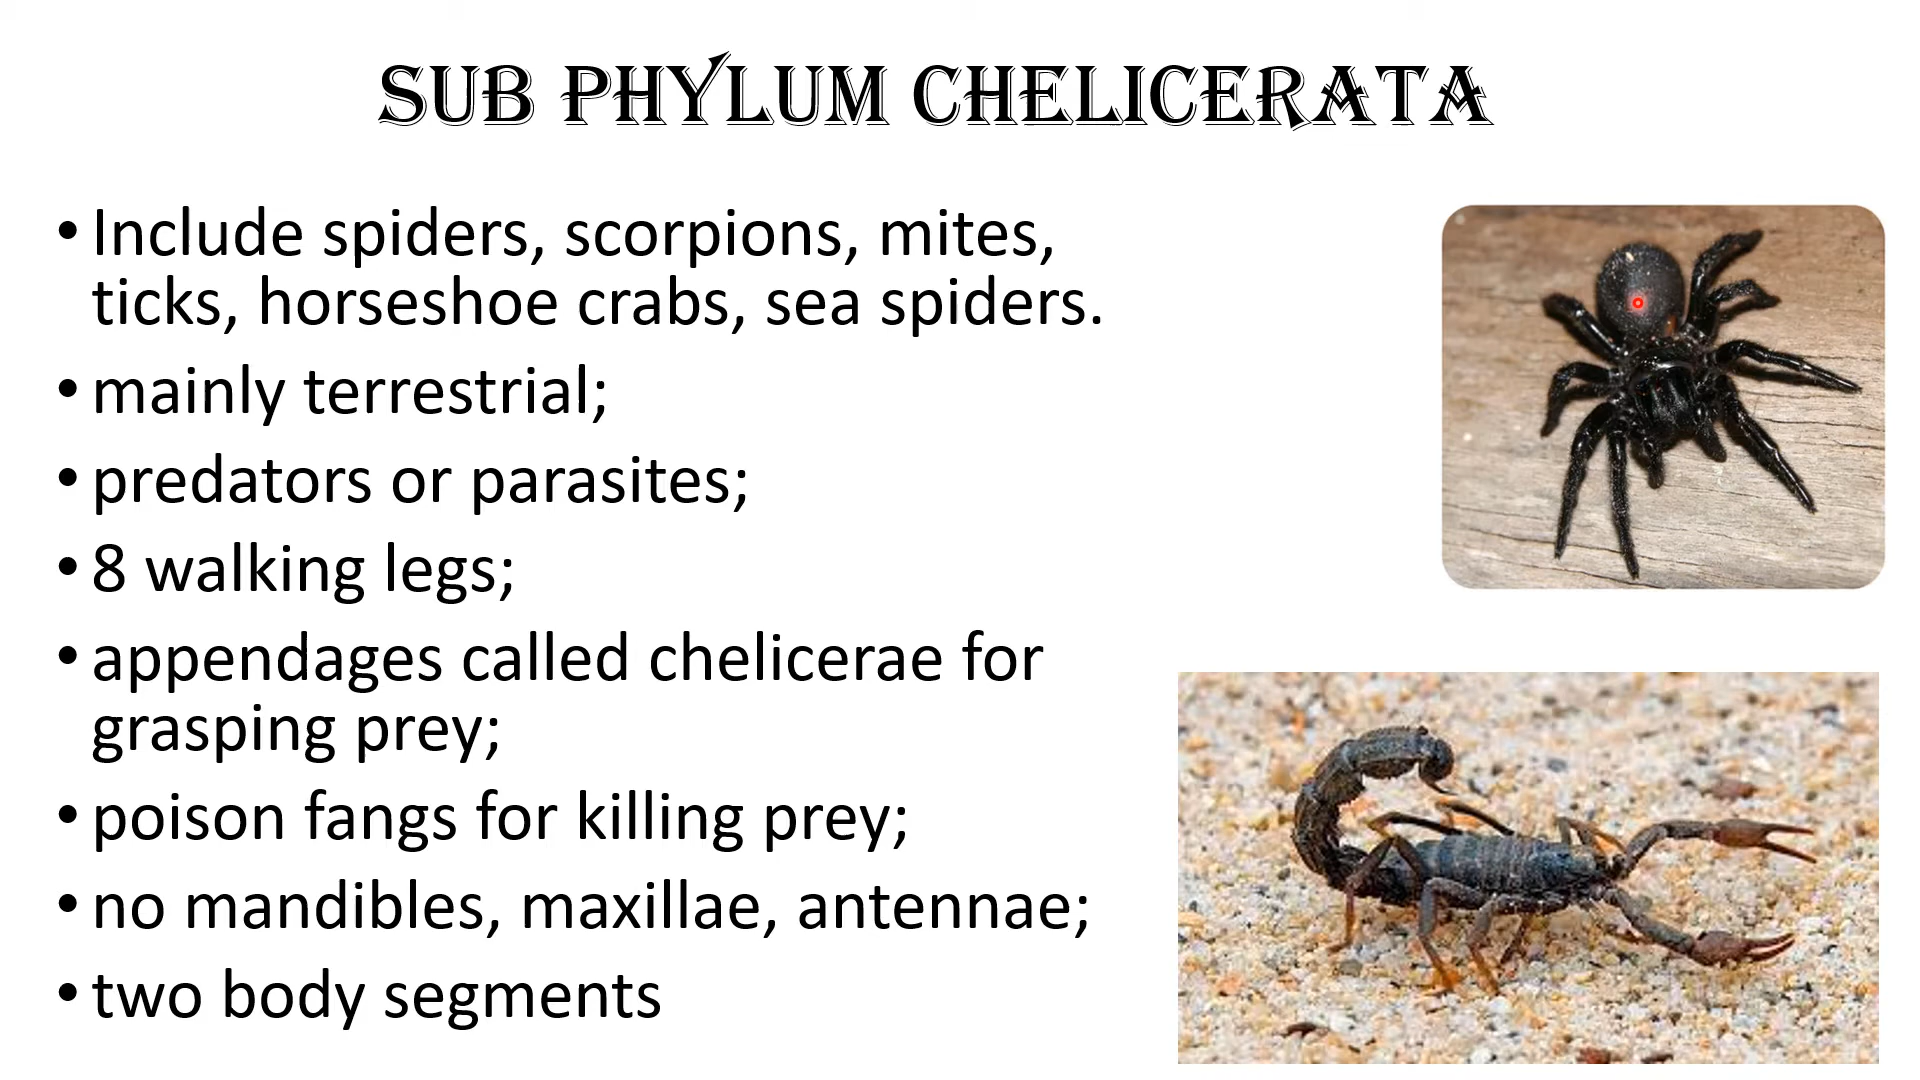 SUB PHYLUM CHELICERATA
• Include spiders, scorpions, mites,
ticks, horseshoe crabs, sea spiders.
• mainly terrestrial;
• predators or parasites;
• 8 walking legs;
• appendages called chelicerae for
grasping prey;
• poison fangs for killing prey;
• no mandibles, maxillae, antennae;
• two body segments